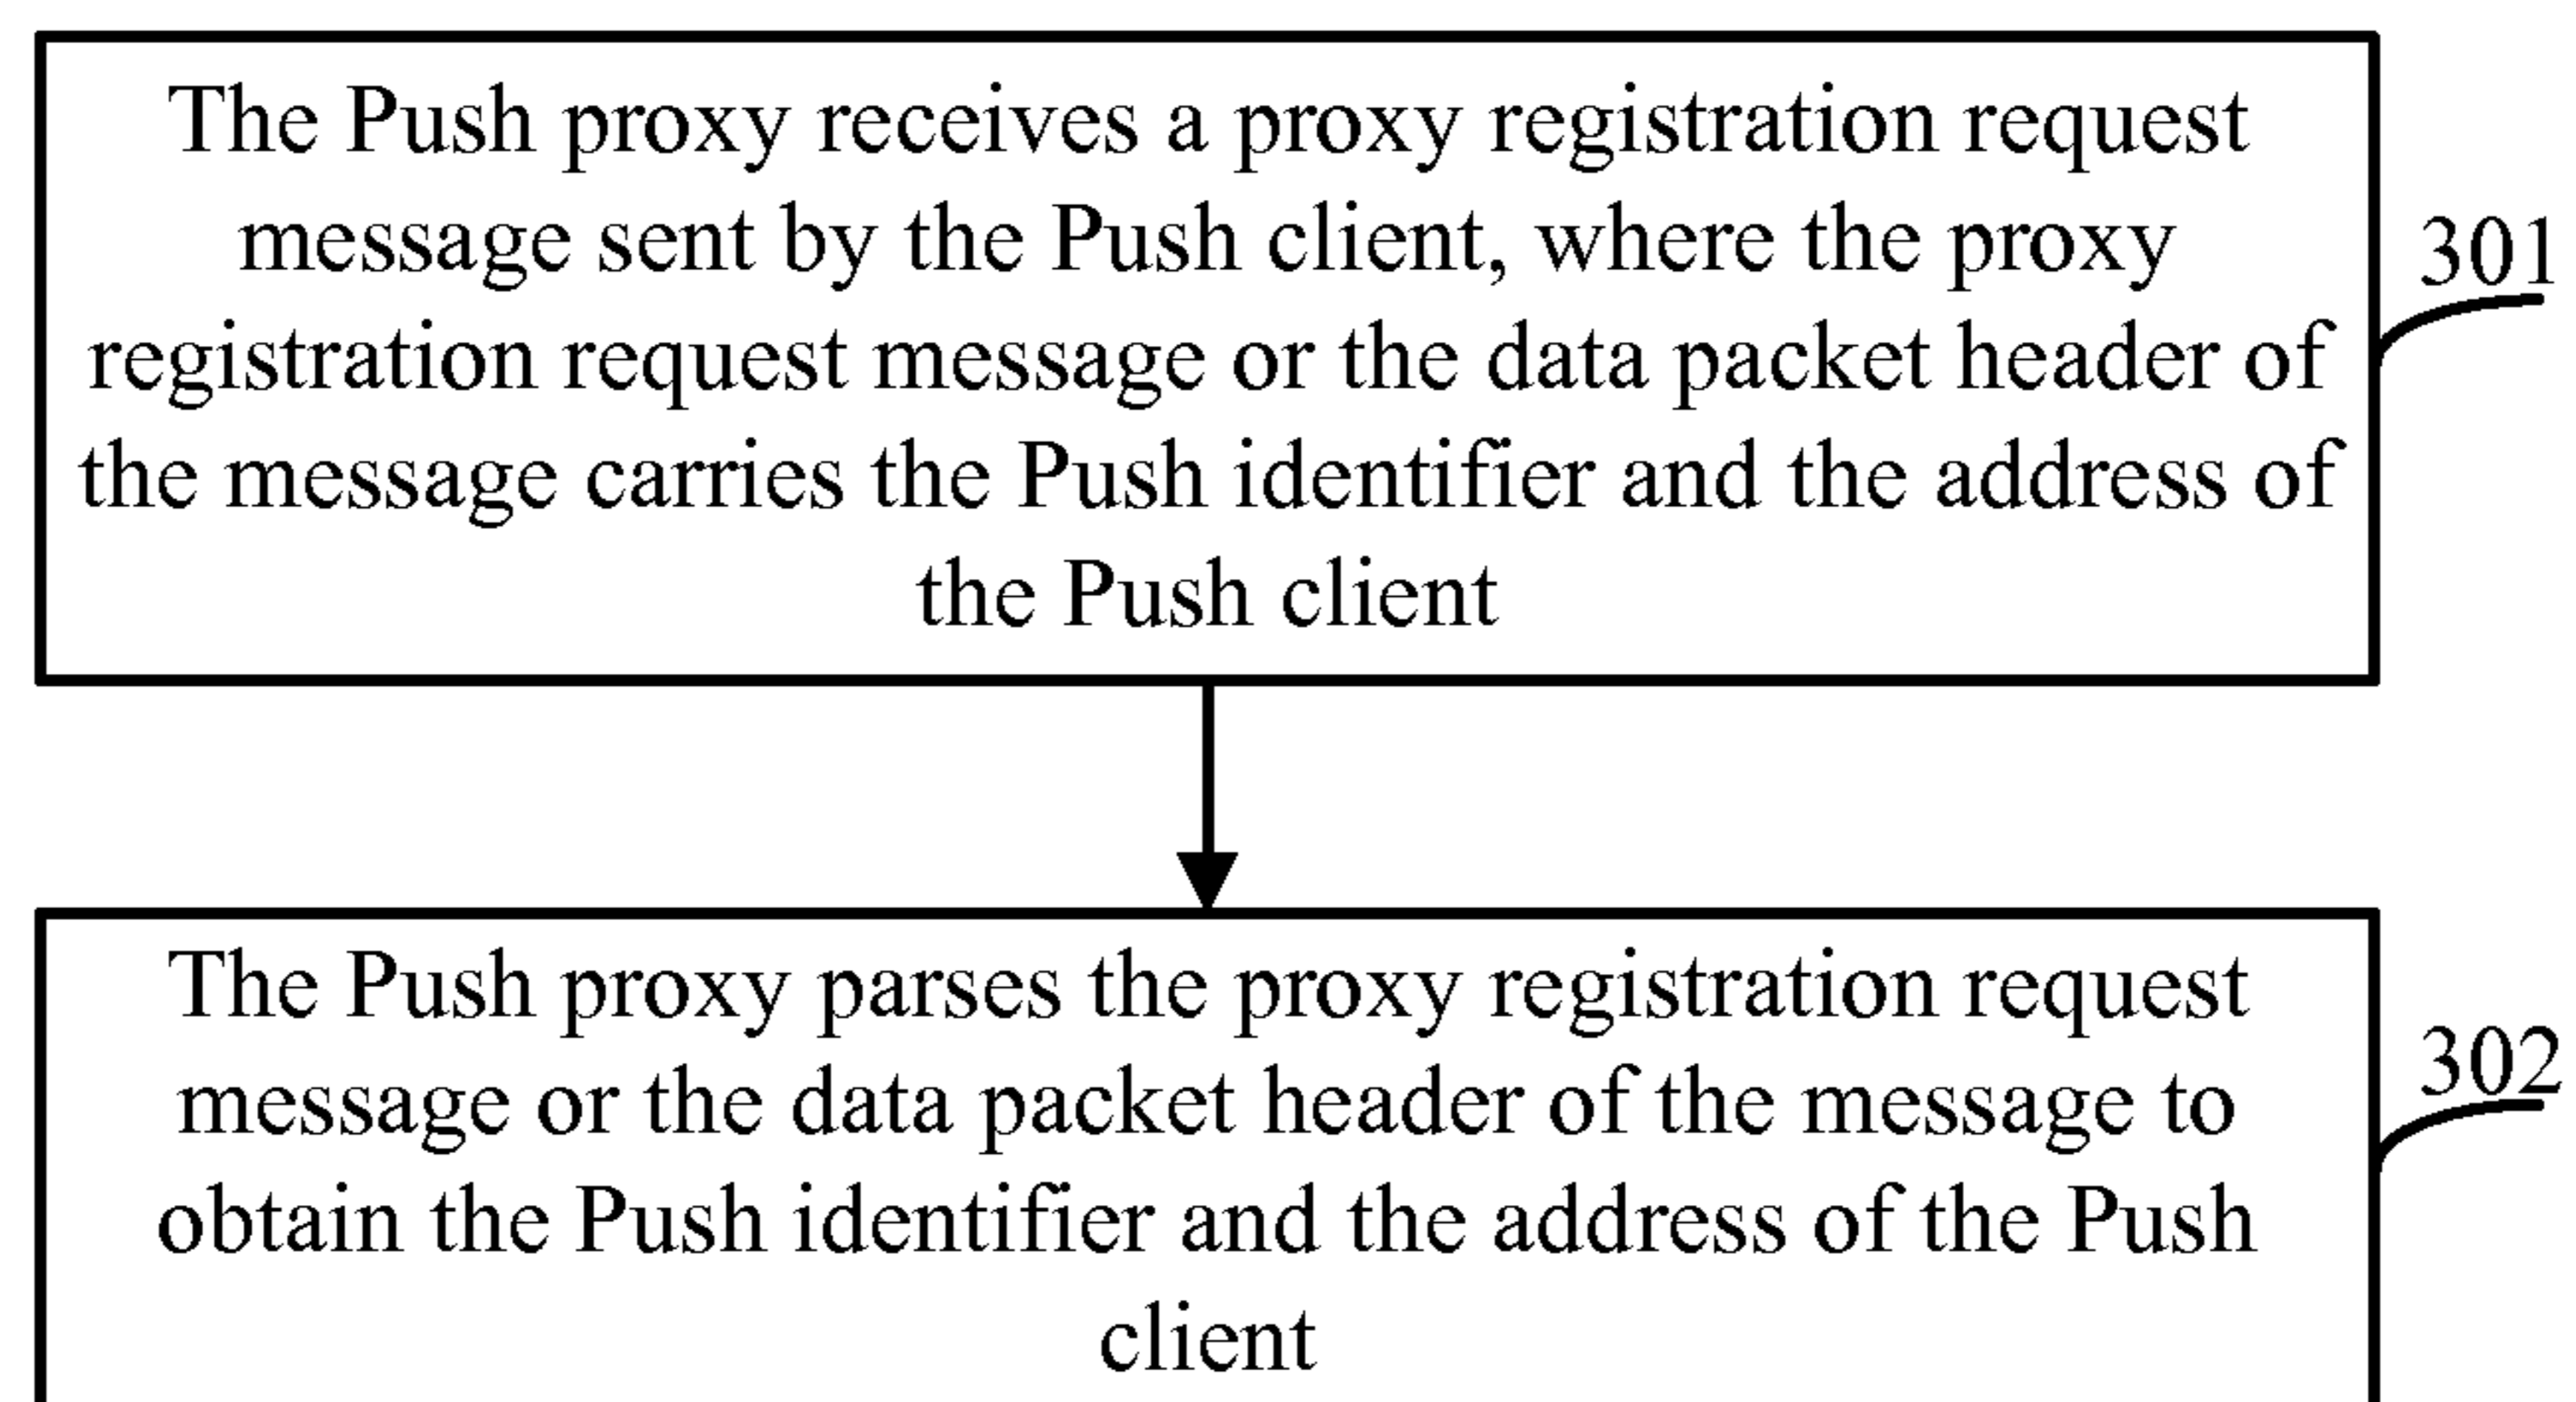 The Push proxy receives a proxy registration request
message sent by the Push client, where the proxy
registration request message or the data packet header of
the message carries the Push identifier and the address of
the Push client
301
The Push proxy parses the proxy registration request
message or the data packet header of the message to
obtain the Push identifier and the address of the Push
client
302